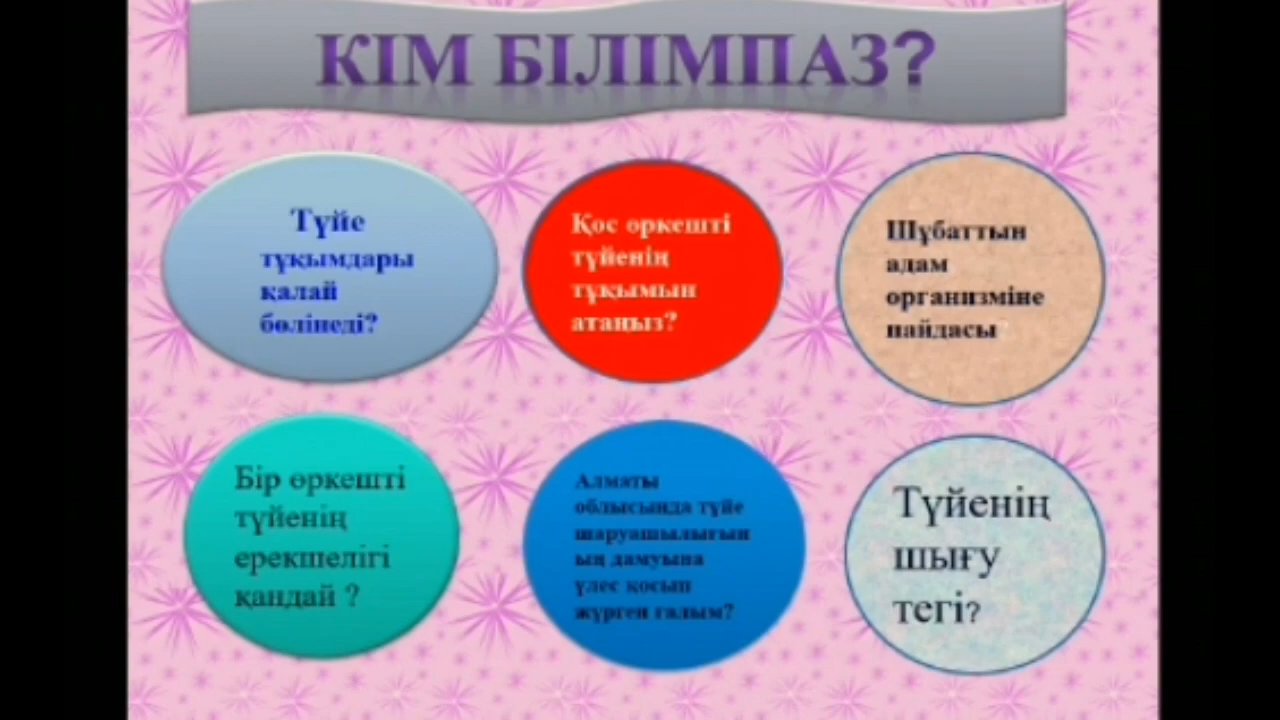 КІМ БІЛІМПАЗ?
Түйе
тұқымдары
қалай
бөлінеді?
Қос өркешті
түйенің
тұқымын
атаңыз?
Шұбаттын
адам
организміне
пайдасы
Бір өркешті
түйенің
ерекшелігі
қандай ?
Алматы
облысында түйе
шаруашылығын
ың дамуына
үлес қосып
жүрген ғалым?
Түйенің
шығу
тегі?